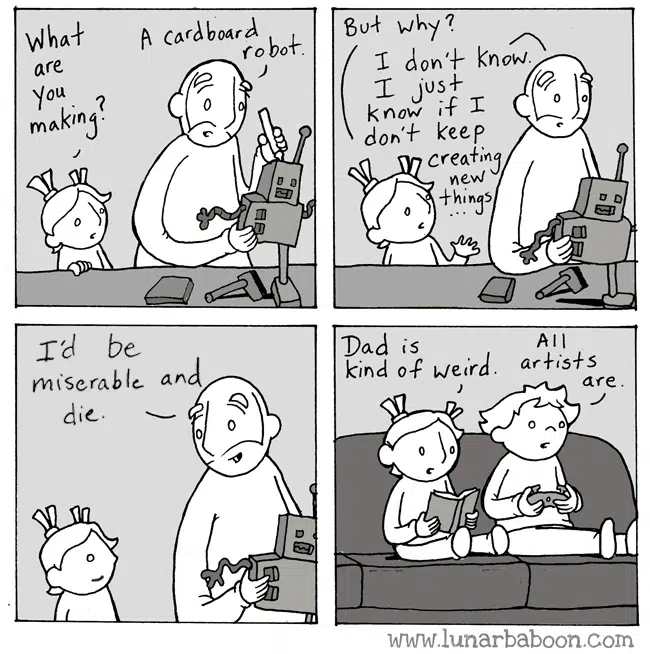 What
are
you
making?
A cardboard
robot.
But why?
I don't know.
I just
know if I
don't keep
creating
new
things
...
I'd be
miserable and
die.
Dad is
kind of weird.
All
artists
are.
www.lunarbaboon.com